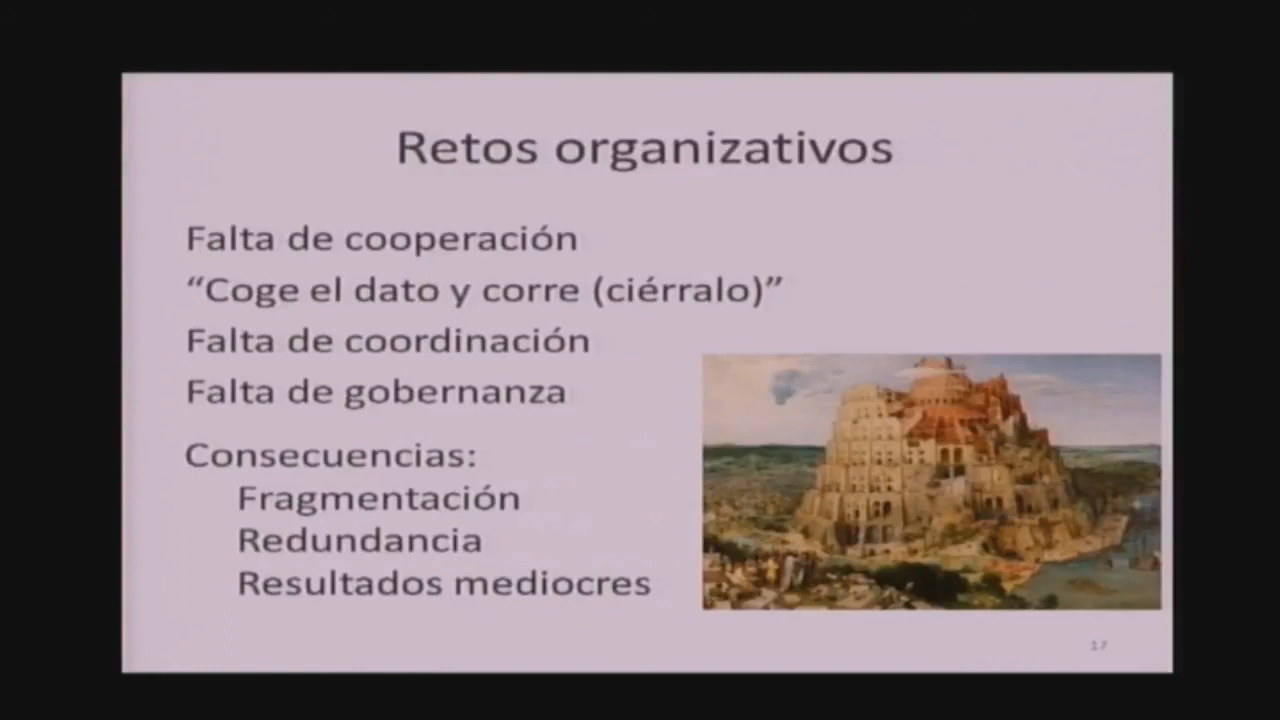 Retos organizativos
Falta de cooperación
“Coge el dato y corre (ciérralo)”
Falta de coordinación
Falta de gobernanza
Consecuencias:
Fragmentación
Redundancia
Resultados mediocres
17